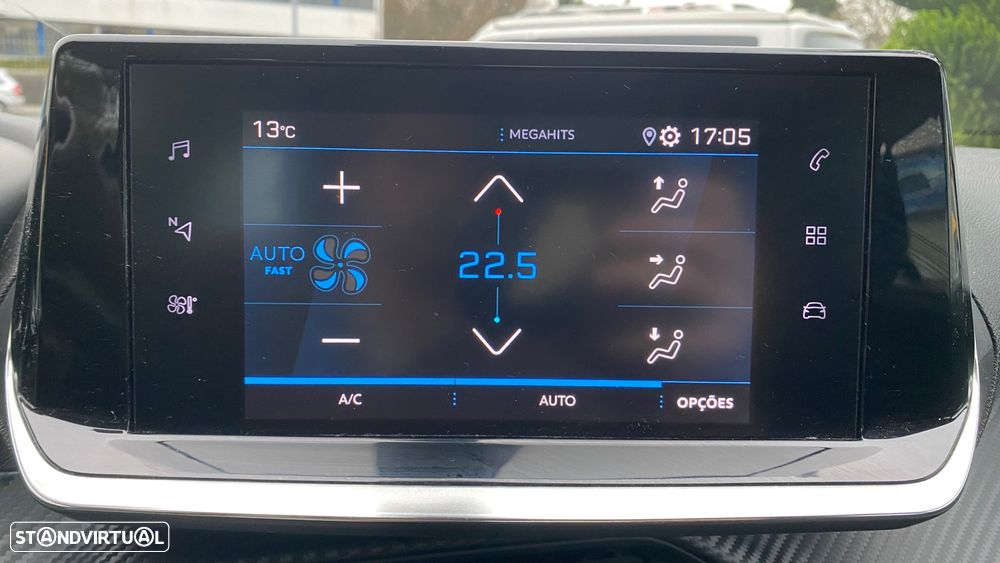 13°C
MEGAHITS
17:05
N
AUTO
FAST
22.5
A/C
AUTO
OPÇÕES
STANDVIRTUAL